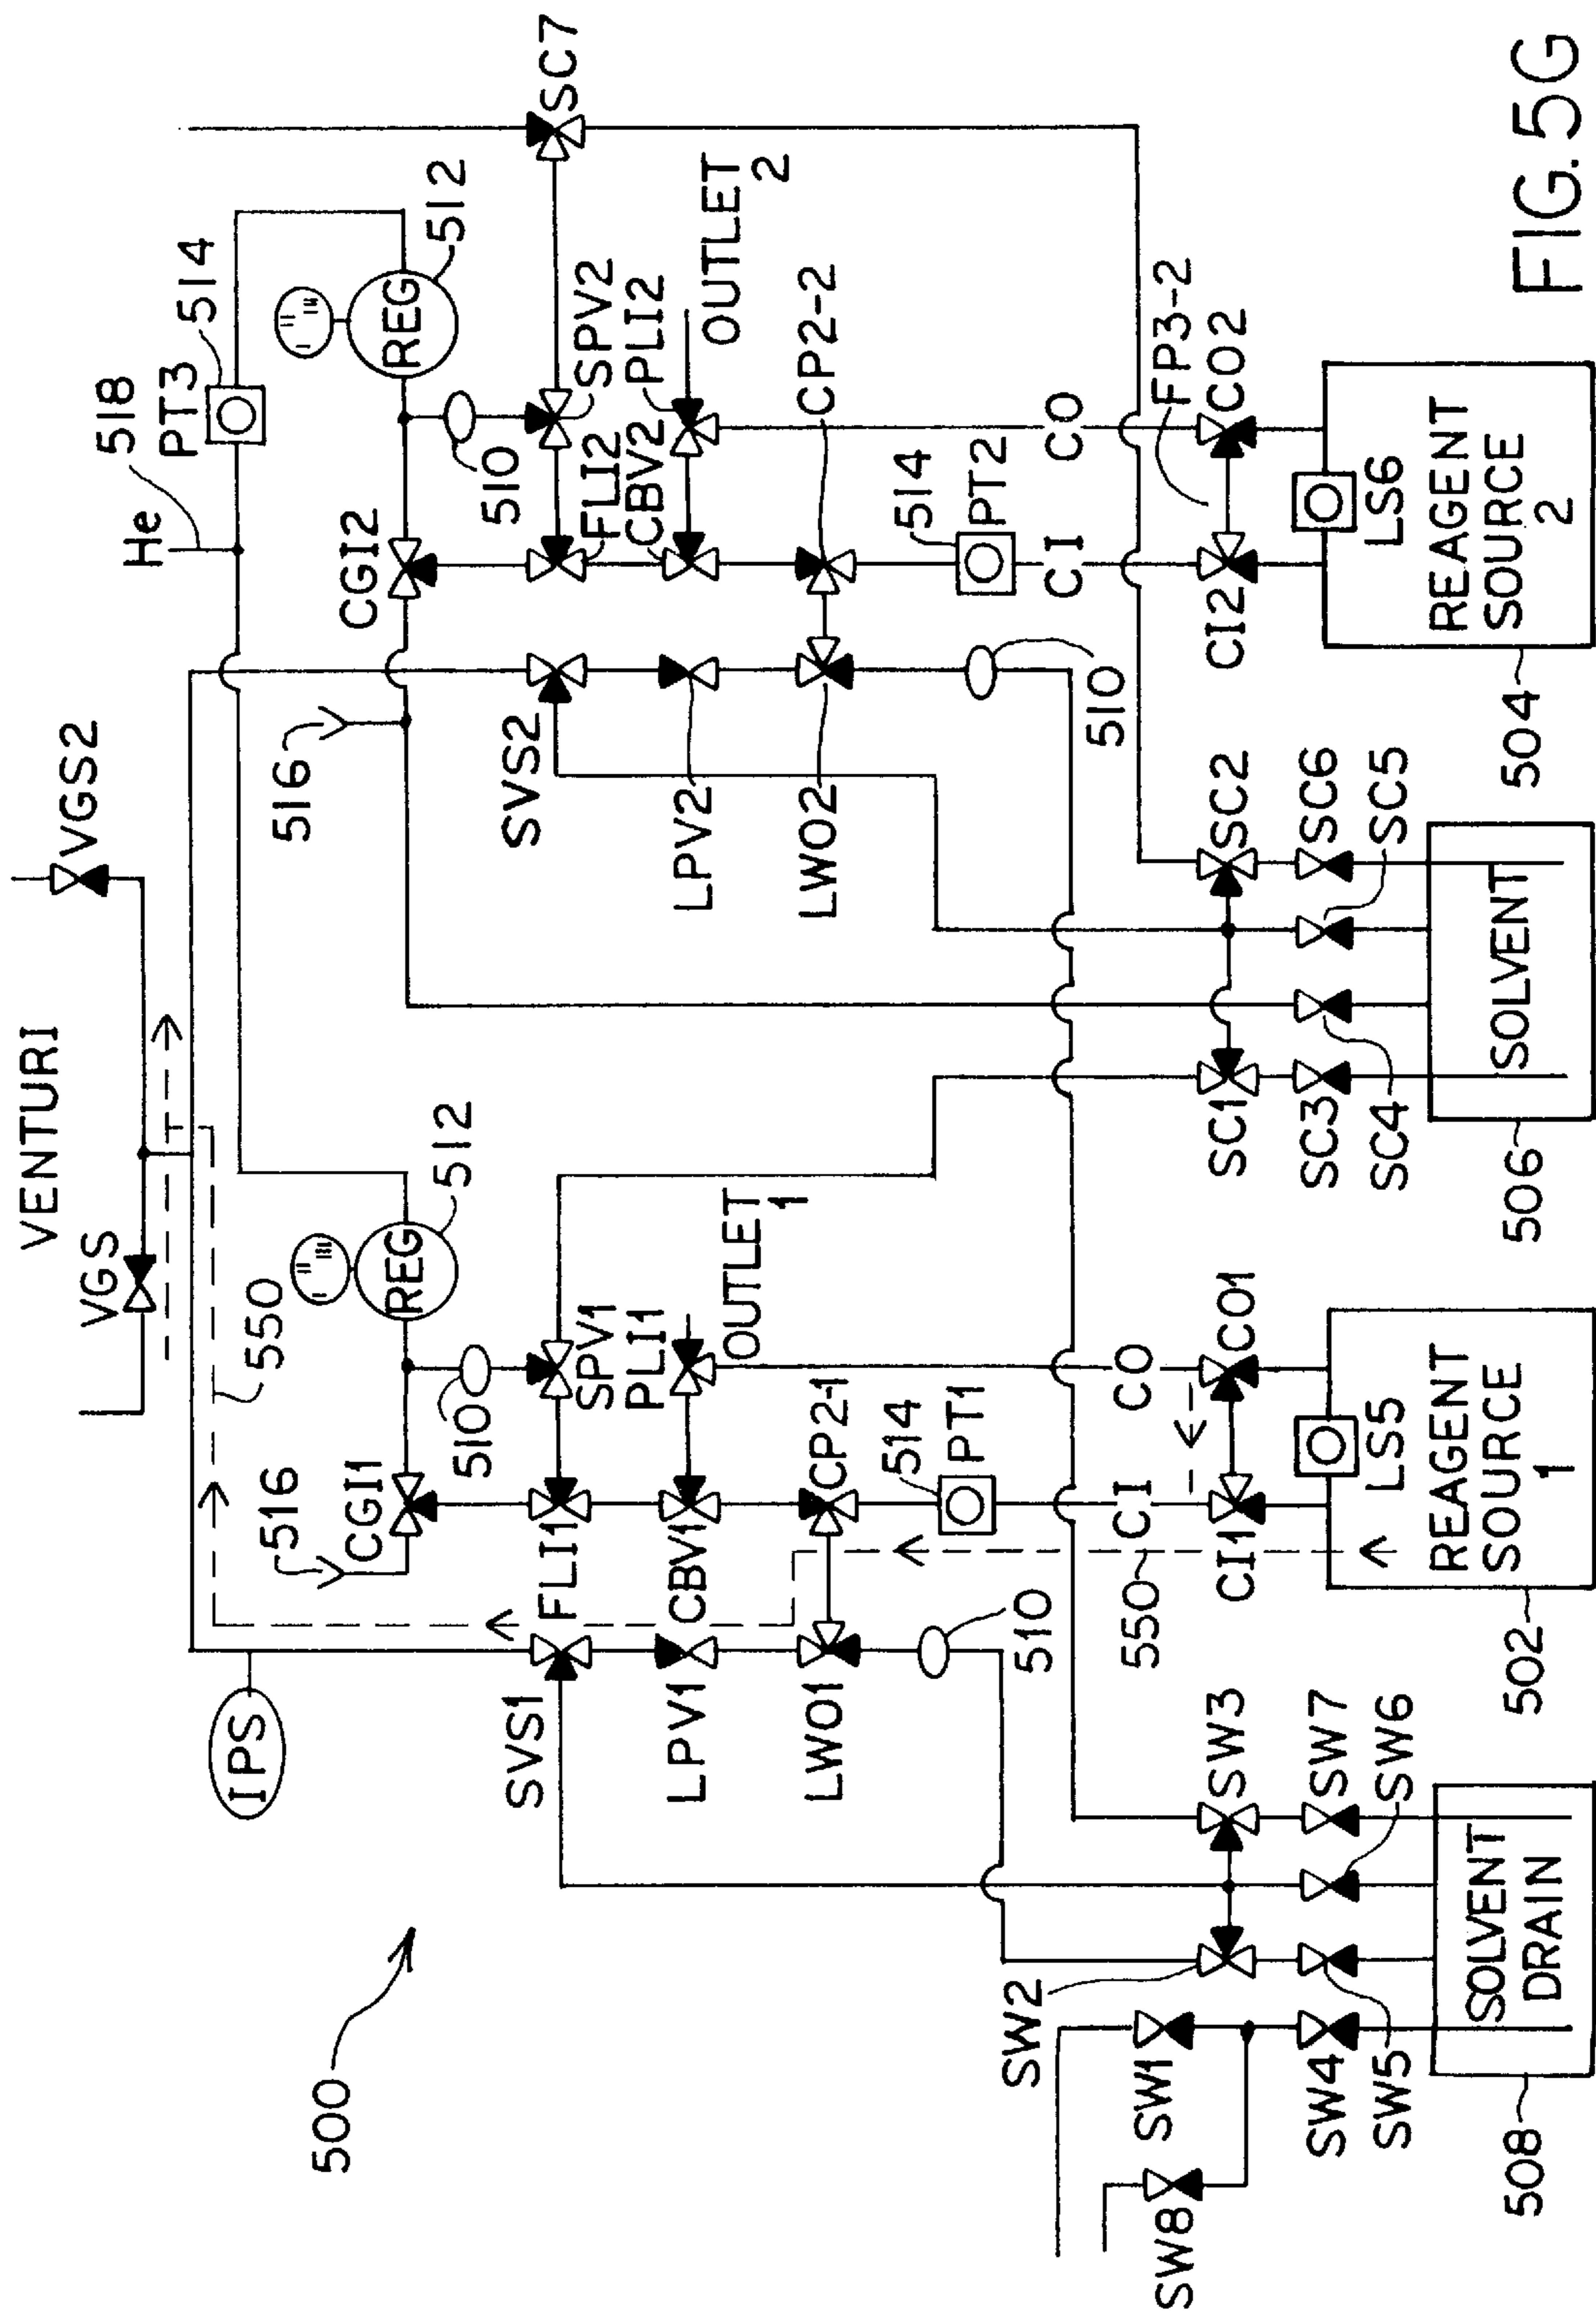 VENTURI
VGS
VGS2
He
518
PT3
514
512
REG
550
516
CGI1
510
512
REG
516
CGI2
510
SC7
IPS
500
SVS1
FLI1
SPV1
PLI1
OUTLET
1
SVS2
FLI2
CBV2
SPV2
PLI2
OUTLET
2
LPV1
CBV1
LWO1
CP2-1
514
PT1
LPV2
LWO2
CP2-2
514
PT2
510
550
CI
CO
510
CI
CO
FP3-2
SW8
SW1
SW2
SW3
CI1
CO1
SC1
SC2
CI2
CO2
SW4
SW5
SW7
SW6
SC3
SC4
SC6
SC5
LS5
LS6
SOLVENT
DRAIN
REAGENT
SOURCE
1
SOLVENT
REAGENT
SOURCE
2
508
502
506
504
FIG.5G